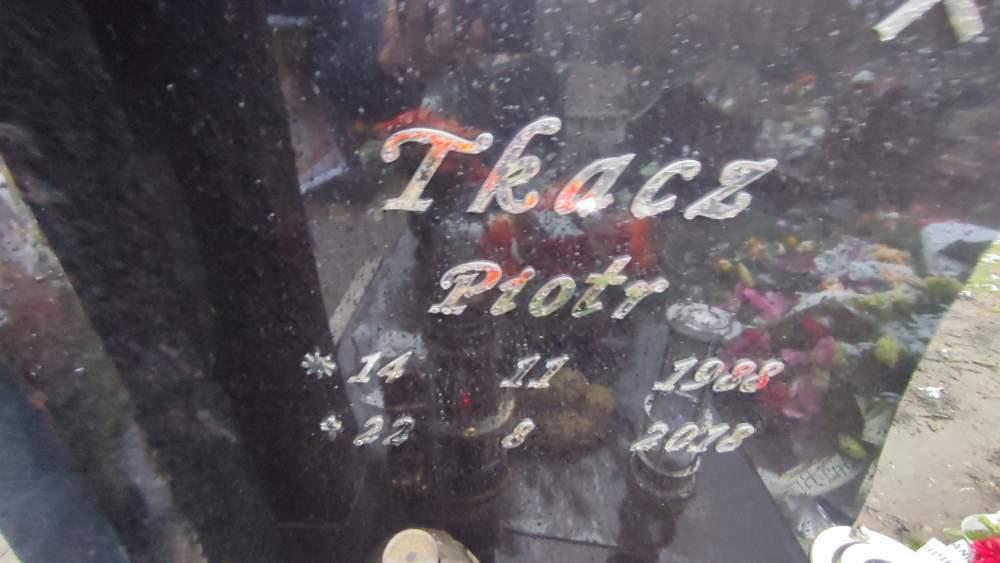 Tkacz
Piotr
* 14 11 1988
+ 22 8 2018